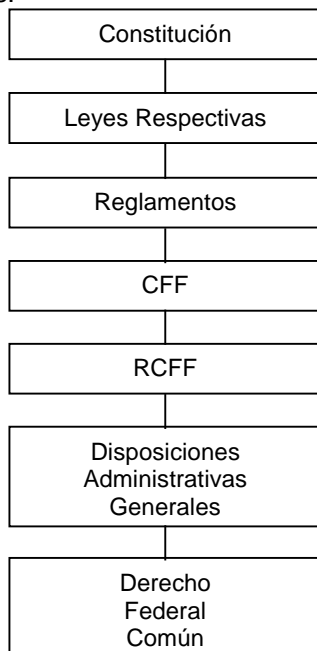 Constitución
Leyes Respectivas
Reglamentos
CFF
RCFF
Disposiciones
Administrativas
Generales
Derecho
Federal
Común